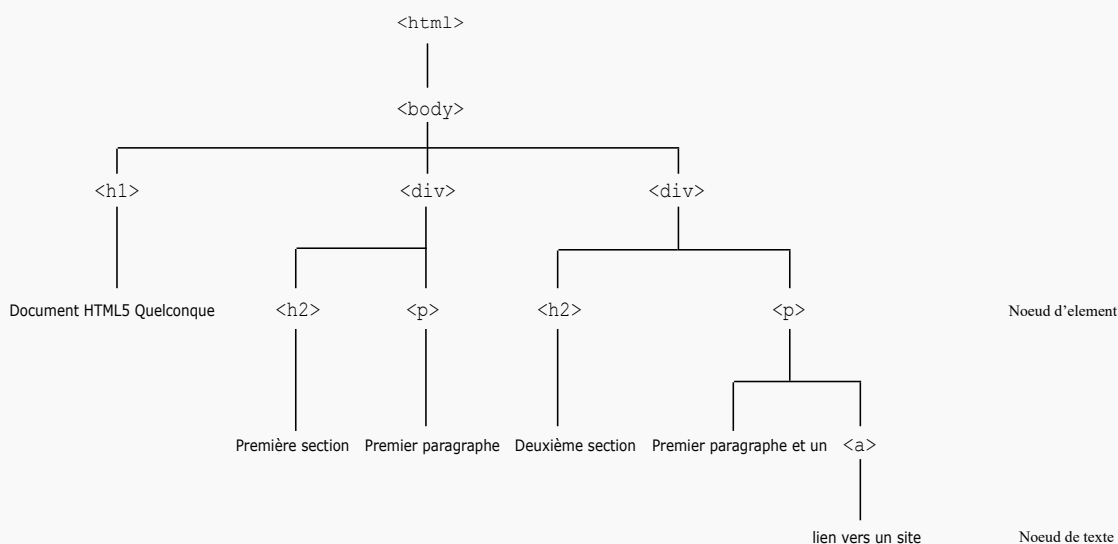 <html>
<body>
<h1> <div> <div>
Document HTML5 Quelconque <h2> <p> <h2> <p> Noeud d’element
Première section Premier paragraphe Deuxième section Premier paragraphe et un <a>
lien vers un site Noeud de texte